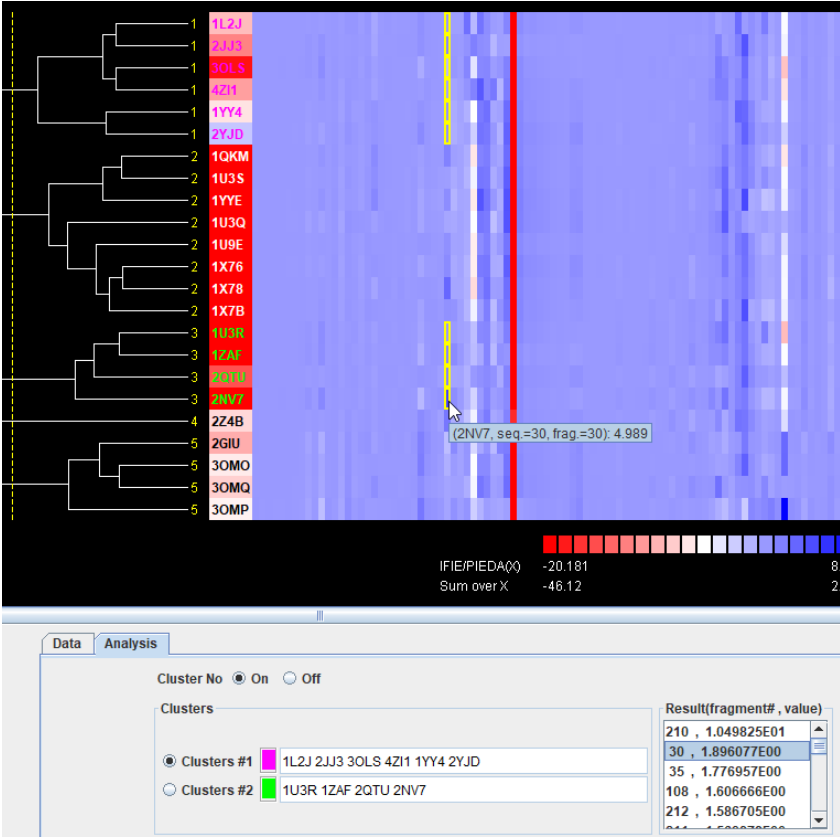 1 1L2J
1 2JJ3
1 3OLS
1 4ZI1
1 1YY4
1 2YJD
2 1QKM
2 1U3S
2 1YYE
2 1U3Q
2 1U9E
2 1X76
2 1X78
2 1X7B
3 1U3R
3 1ZAF
3 2QTU
3 2NV7
4 2Z4B
(2NV7, seq.=30, frag.=30): 4.989
5 2GIU
5 3OMO
5 3OMQ
5 3OMP
IFIE/PIEDA(X) -20.181 8
Sum over X -46.12 2
Data Analysis
Cluster No On Off
Clusters
Clusters #1 1L2J 2JJ3 3OLS 4ZI1 1YY4 2YJD
Clusters #2 1U3R 1ZAF 2QTU 2NV7
Result(fragment# , value)
210 , 1.049825E01
30 , 1.896077E00
35 , 1.776957E00
108 , 1.606666E00
212 , 1.586705E00